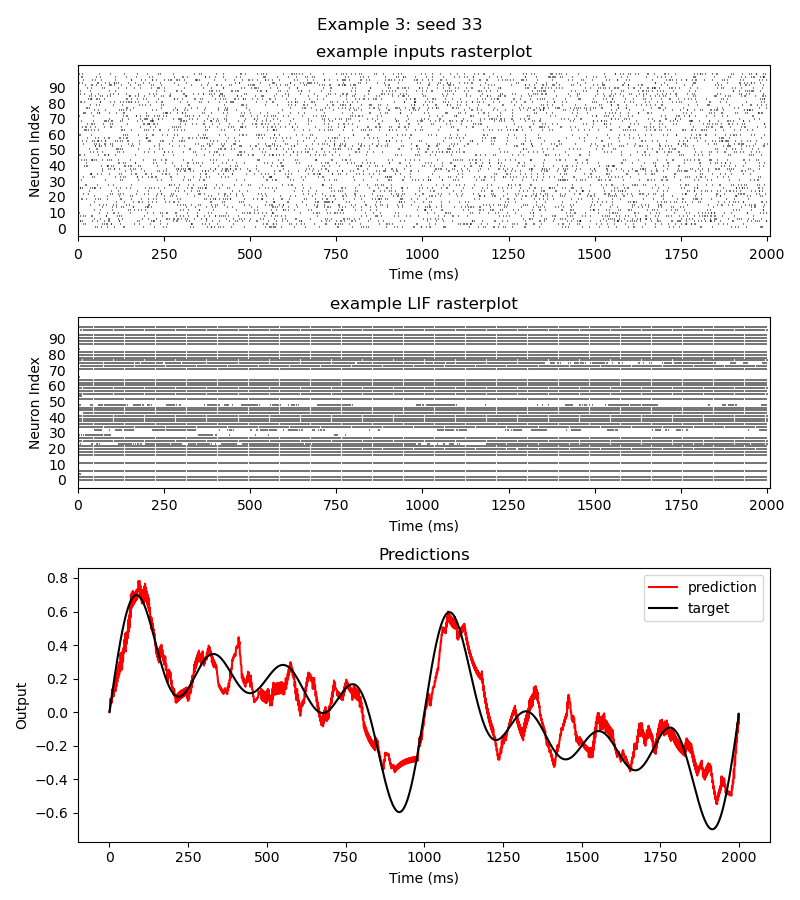 Example 3: seed 33
example inputs rasterplot
Neuron Index
90
80
70
60
50
40
30
20
10
0
0 250 500 750 1000 1250 1500 1750 2000
Time (ms)
example LIF rasterplot
Neuron Index
90
80
70
60
50
40
30
20
10
0
0 250 500 750 1000 1250 1500 1750 2000
Time (ms)
Predictions
Output
0.8
0.6
0.4
0.2
0.0
−0.2
−0.4
−0.6
prediction
target
0 250 500 750 1000 1250 1500 1750 2000
Time (ms)